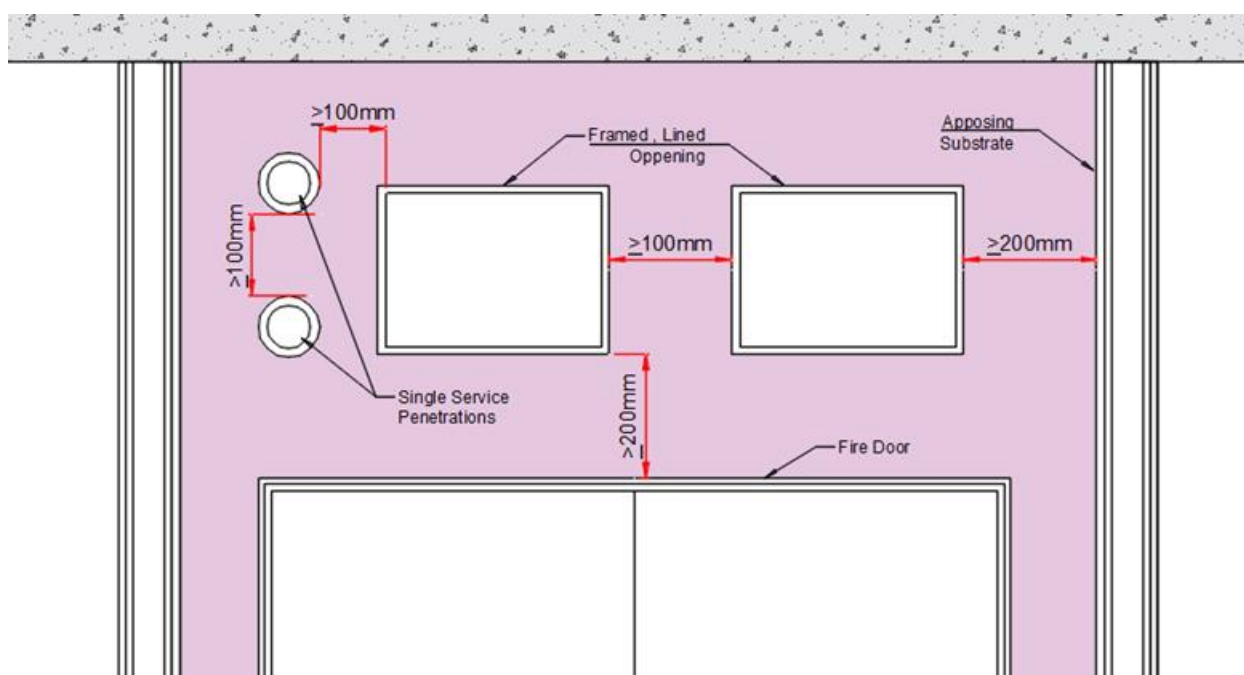 ≥100mm
Framed , Lined
Oppening
Apposing
Substrate
≥100mm
≥100mm
≥200mm
Single Service
Penetrations
≥200mm
Fire Door